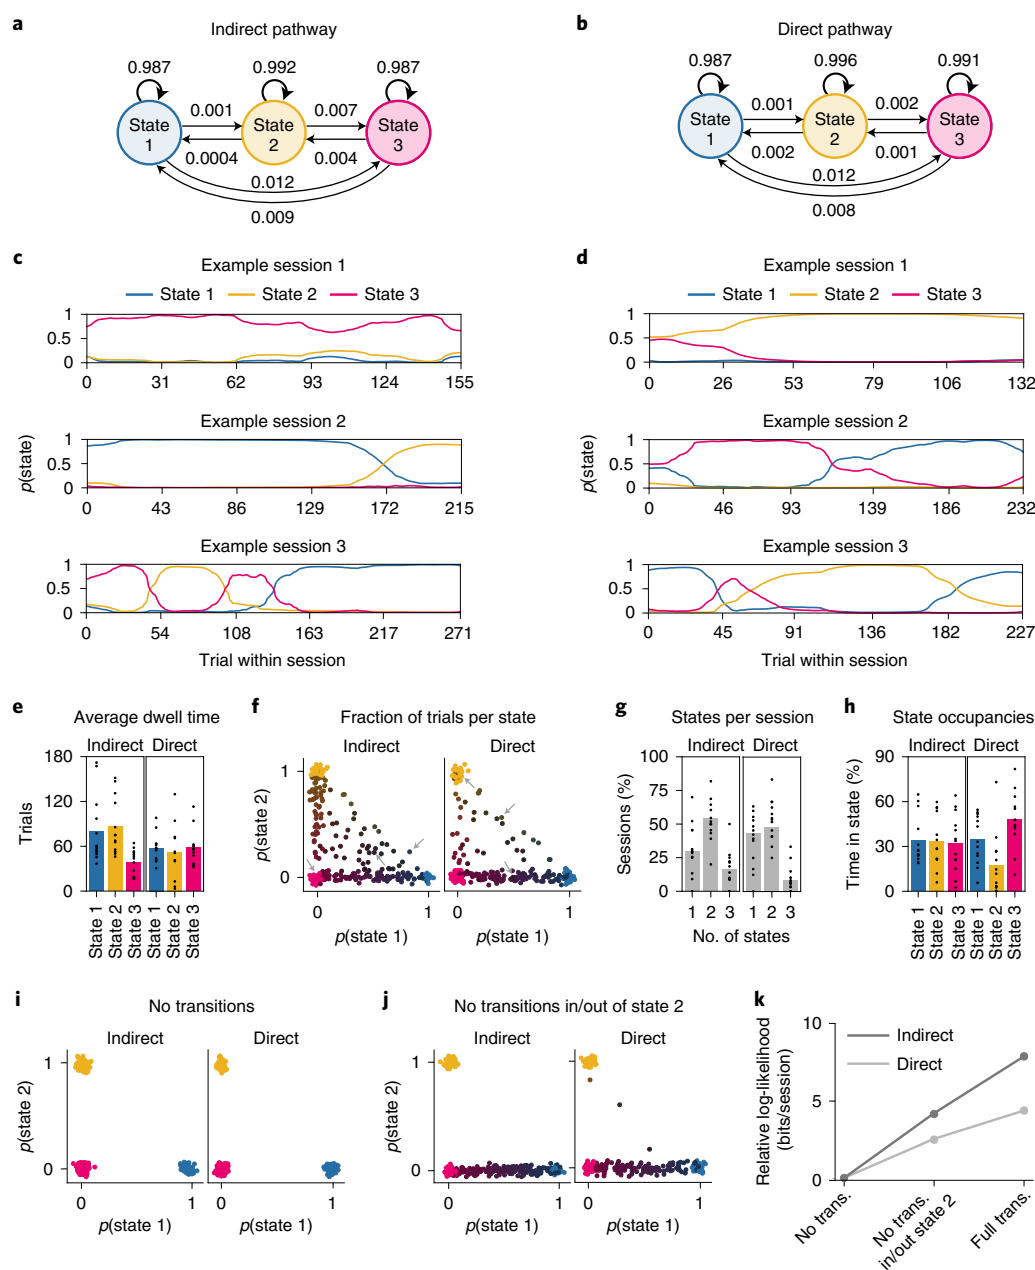 a
Indirect pathway
0.987
0.992
0.987
State 1
State 2
State 3
0.001
0.007
0.0004
0.004
0.012
0.009
b
Direct pathway
0.987
0.996
0.991
State 1
State 2
State 3
0.001
0.002
0.002
0.001
0.012
0.008
c
Example session 1
State 1
State 2
State 3
1
0.5
0
0 31 62 93 124 155
Example session 2
p(state)
1
0.5
0
0 43 86 129 172 215
Example session 3
1
0.5
0
0 54 108 163 217 271
Trial within session
d
Example session 1
State 1
State 2
State 3
1
0.5
0
0 26 53 79 106 132
Example session 2
p(state)
1
0.5
0
0 46 93 139 186 232
Example session 3
1
0.5
0
0 45 91 136 182 227
Trial within session
e
Average dwell time
Indirect Direct
Trials
180
120
60
0
State 1
State 2
State 3
State 1
State 2
State 3
f
Fraction of trials per state
Indirect Direct
p(state 2)
1
0
0 1
0 1
p(state 1)
g
States per session
Indirect Direct
Sessions (%)
100
75
50
25
0
1 2 3 1 2 3
No. of states
h
State occupancies
Indirect Direct
Time in state (%)
90
60
30
0
State 1
State 2
State 3
State 1
State 2
State 3
i
No transitions
Indirect Direct
p(state 2)
1
0
0 1
0 1
p(state 1)
j
No transitions in/out of state 2
Indirect Direct
p(state 2)
1
0
0 1
0 1
p(state 1)
k
Relative log-likelihood
(bits/session)
10
5
0
Indirect
Direct
No trans.
No trans.
in/out state 2
Full trans.